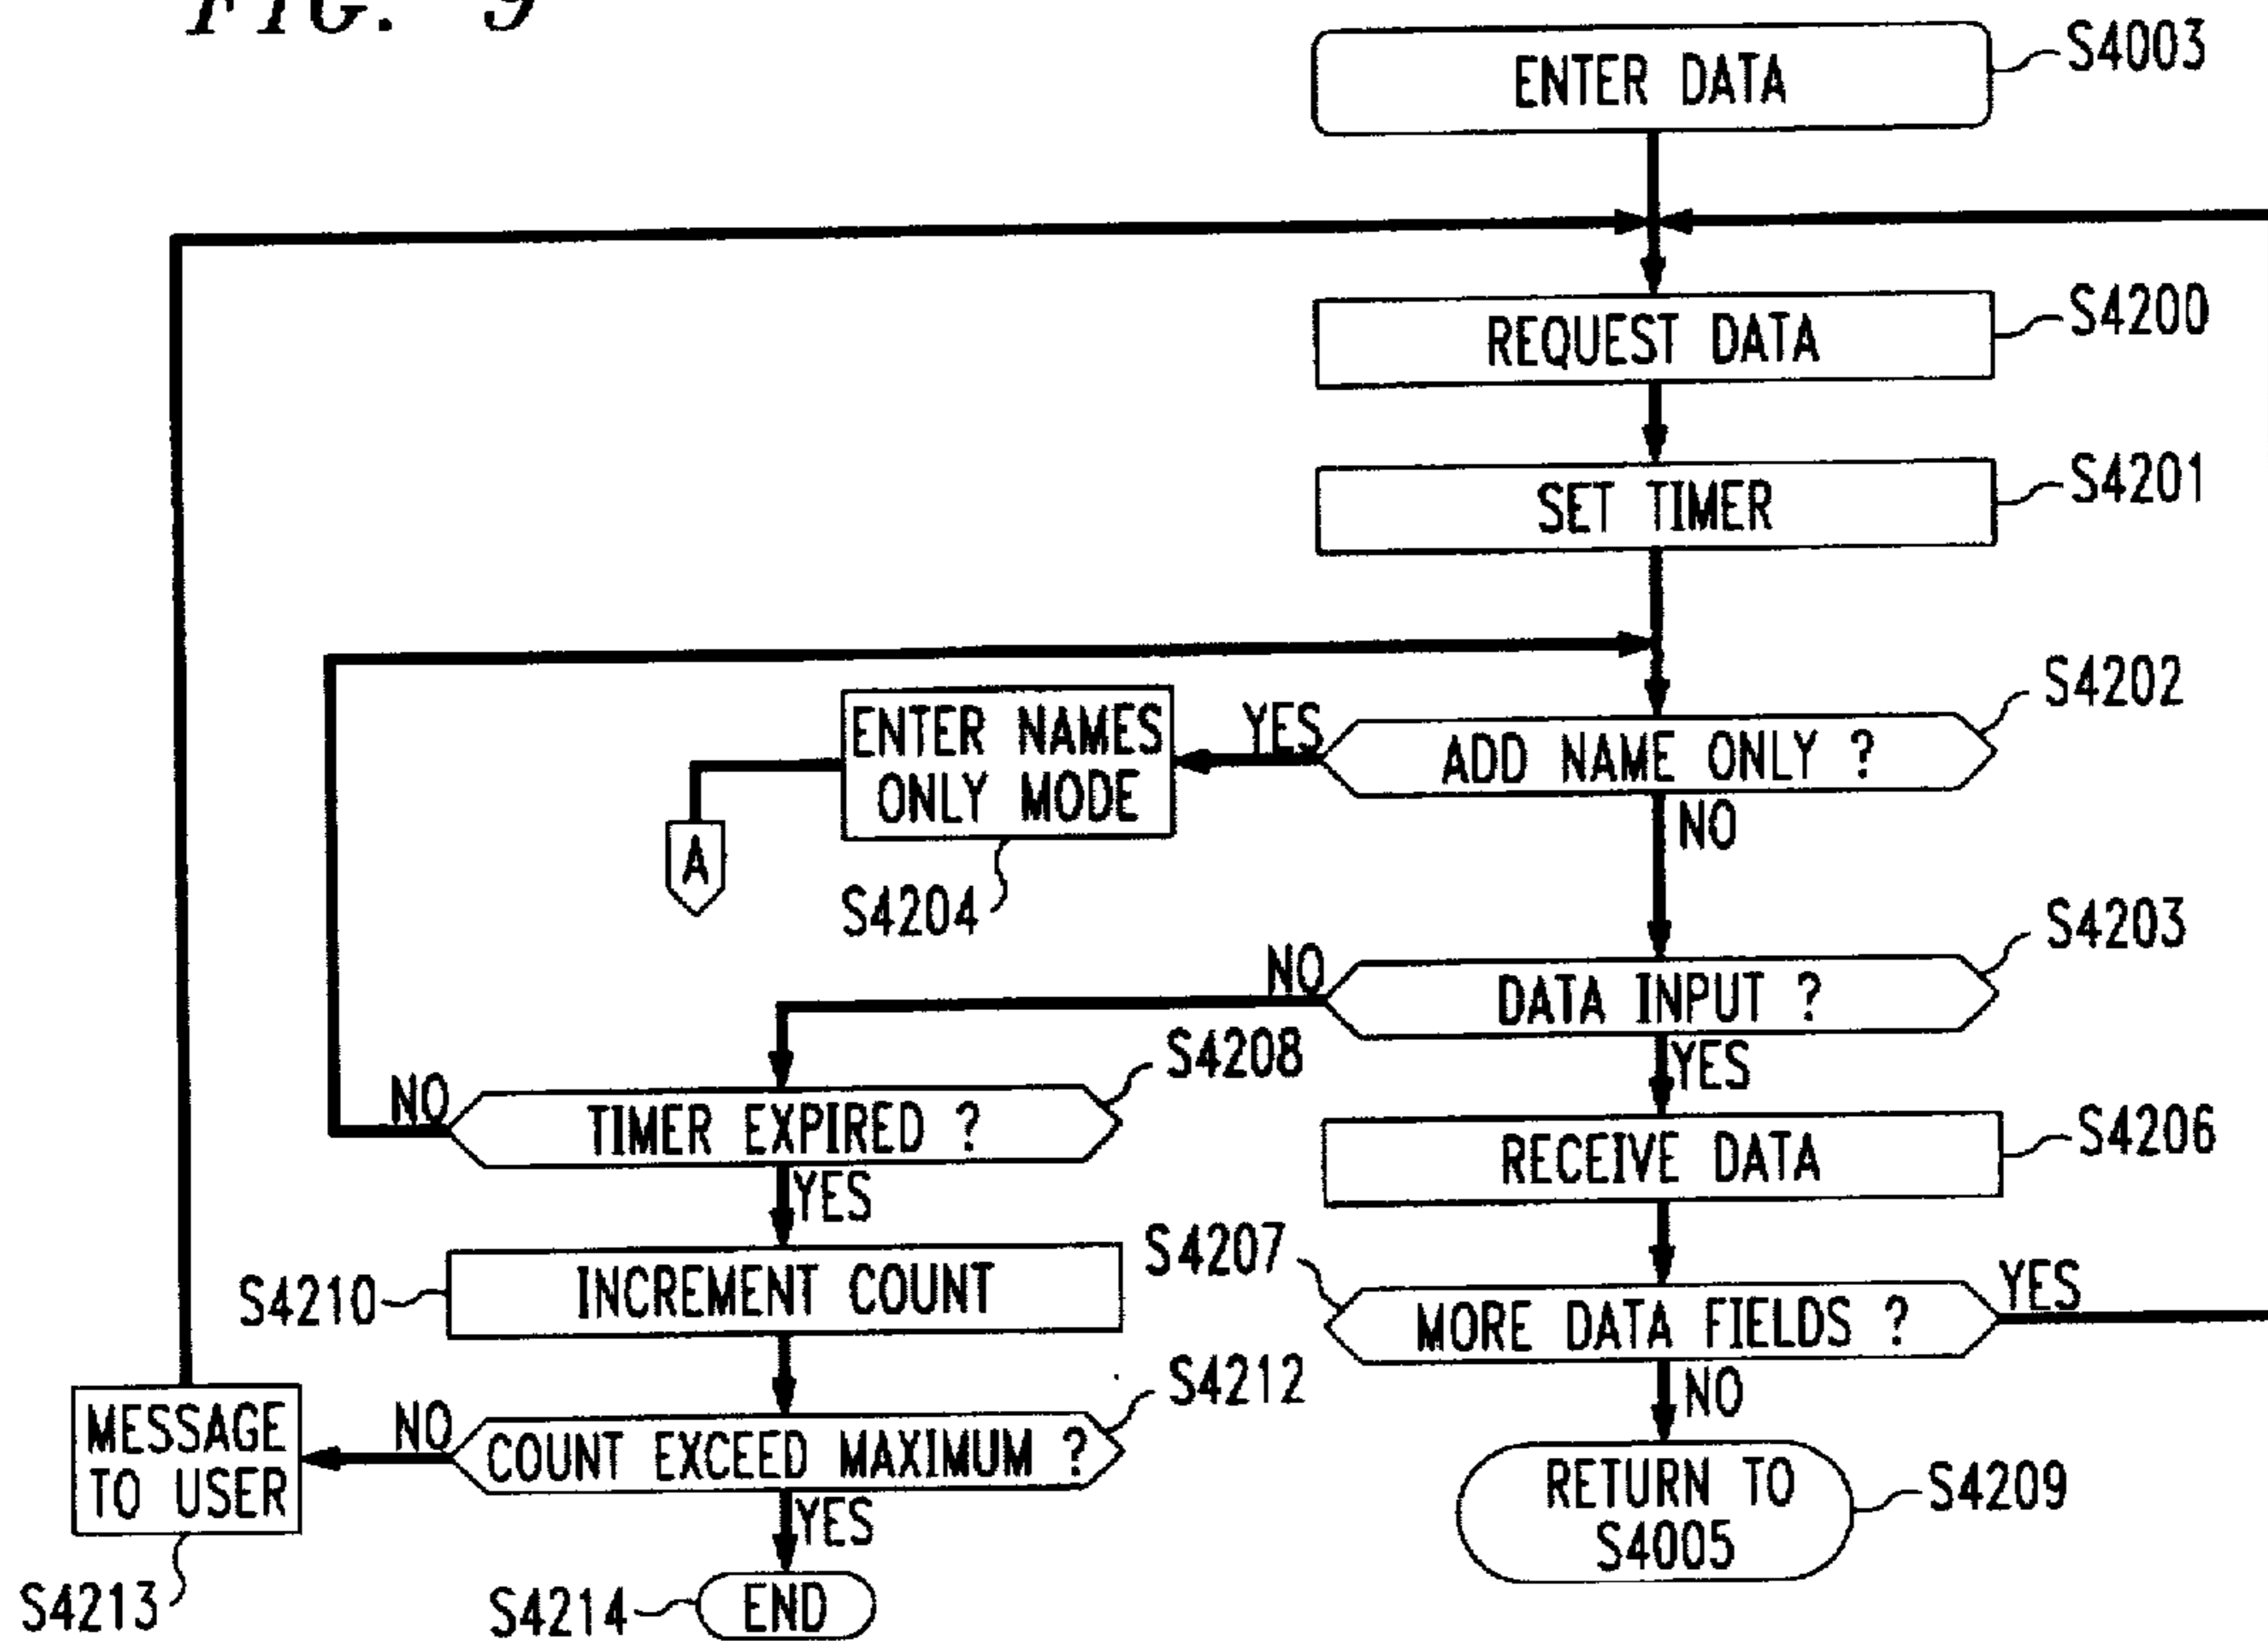 FIG. 9
ENTER DATA
S4003
REQUEST DATA
S4200
SET TIMER
S4201
S4202
ENTER NAMES
ONLY MODE
YES
ADD NAME ONLY ?
NO
A
S4204
S4203
NO
DATA INPUT ?
YES
S4208
NO
TIMER EXPIRED ?
YES
RECEIVE DATA
S4206
S4210
INCREMENT COUNT
S4207
MORE DATA FIELDS ?
YES
NO
S4212
MESSAGE
TO USER
NO
COUNT EXCEED MAXIMUM ?
YES
RETURN TO
S4005
S4209
S4213
S4214
END